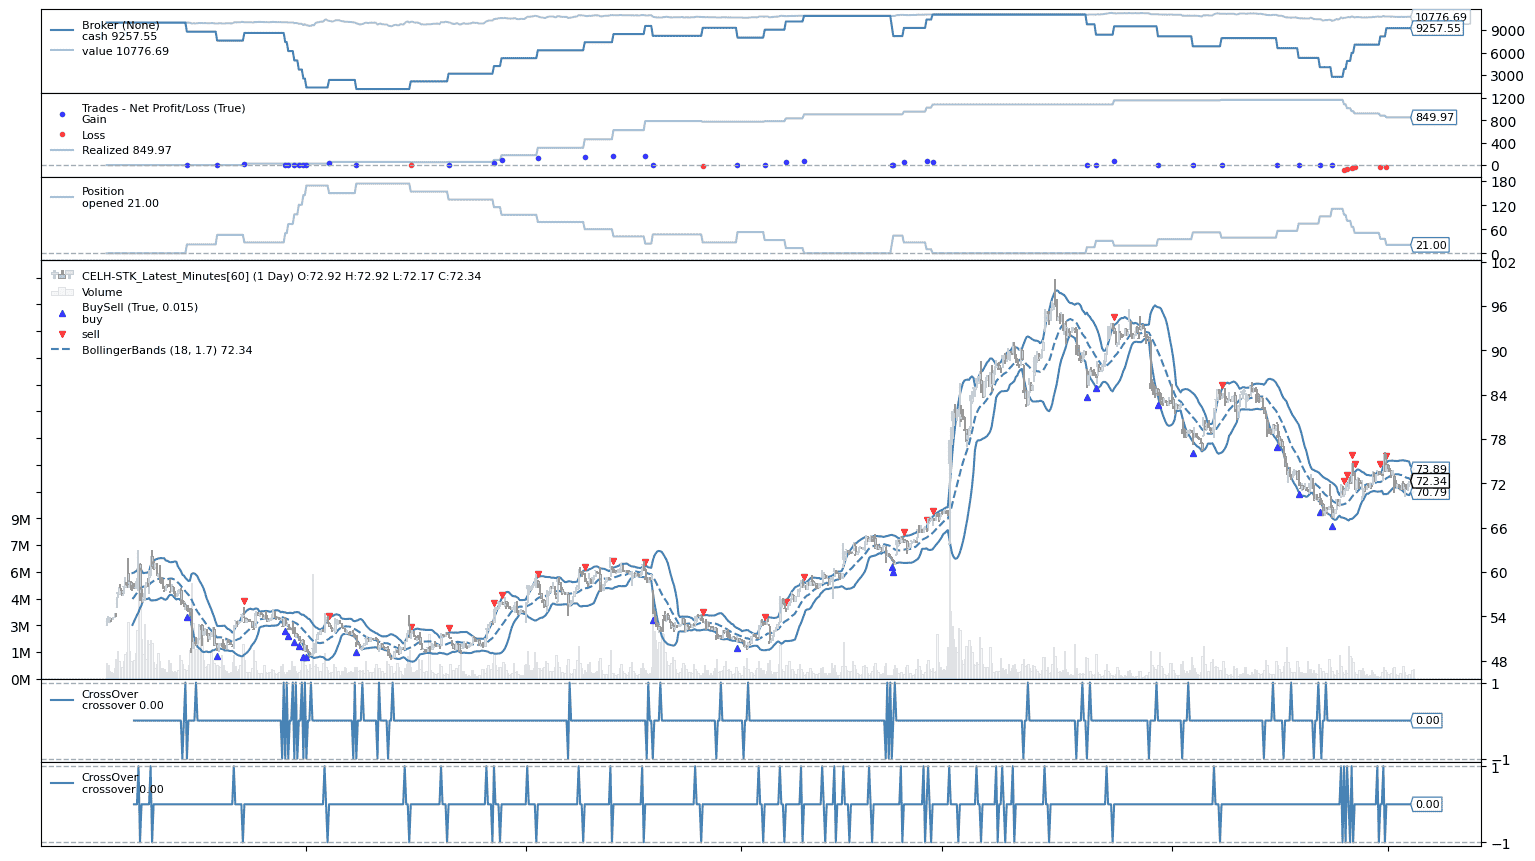 Broker (None)
cash 9257.55
value 10776.69
10776.69
9257.55
9000
6000
3000
Trades - Net Profit/Loss (True)
Gain
Loss
Realized 849.97
849.97
1200
800
400
0
Position
opened 21.00
21.00
180
120
60
0
CELH-STK_Latest_Minutes[60] (1 Day) O:72.92 H:72.92 L:72.17 C:72.34
Volume
BuySell (True, 0.015)
buy
sell
BollingerBands (18, 1.7) 72.34
102
96
90
84
78
72
66
60
54
48
73.89
72.34
70.79
9M
7M
6M
4M
3M
1M
0M
CrossOver
crossover 0.00
0.00
1
−1
CrossOver
crossover 0.00
0.00
1
−1